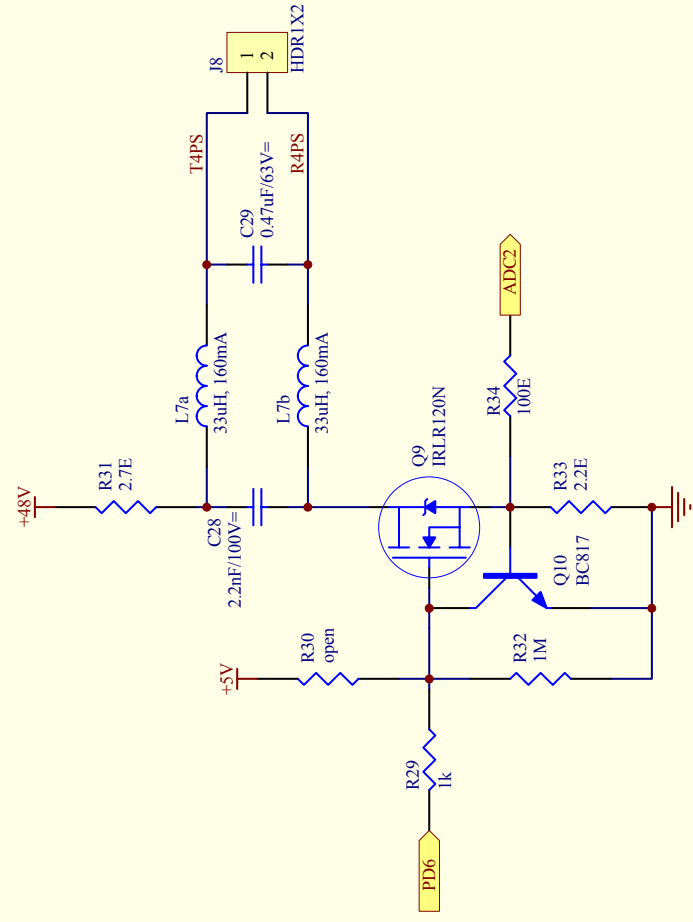 J8
1
2
HDR1X2
T4PS
R4PS
C29
0.47uF/63V=
L7a
33uH, 160mA
L7b
33uH, 160mA
ADC2
R34
100E
+48V
R31
2.7E
C28
2.2nF/100V=
Q9
IRLR120N
R33
2.2E
Q10
BC817
+5V
R30
open
R32
1M
R29
1k
PD6